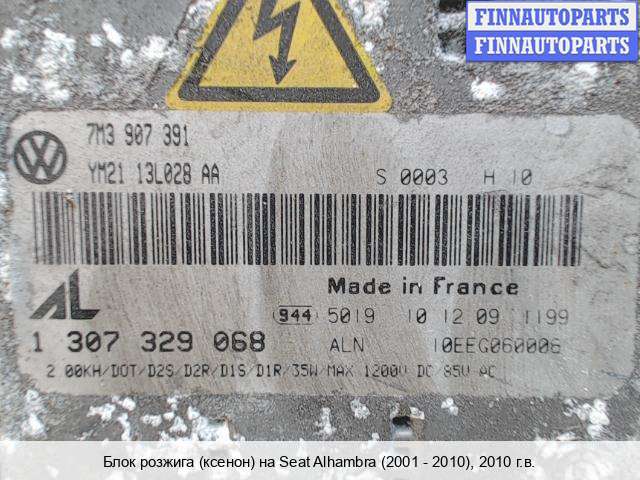 FINNAUTOPARTS
FINNAUTOPARTS
7M3 907 391
YM21 13L028 AA
S 0003 H 10
AL
Made in France
944 5019 10 12 09 1199
1 307 329 068 ALN 10EEG060006
2 00KH/DOT/D2S/D2R/D1S/D1R/35W/MAX 1200V DC 85V AC
Блок розжига (ксенон) на Seat Alhambra (2001 - 2010), 2010 г.в.